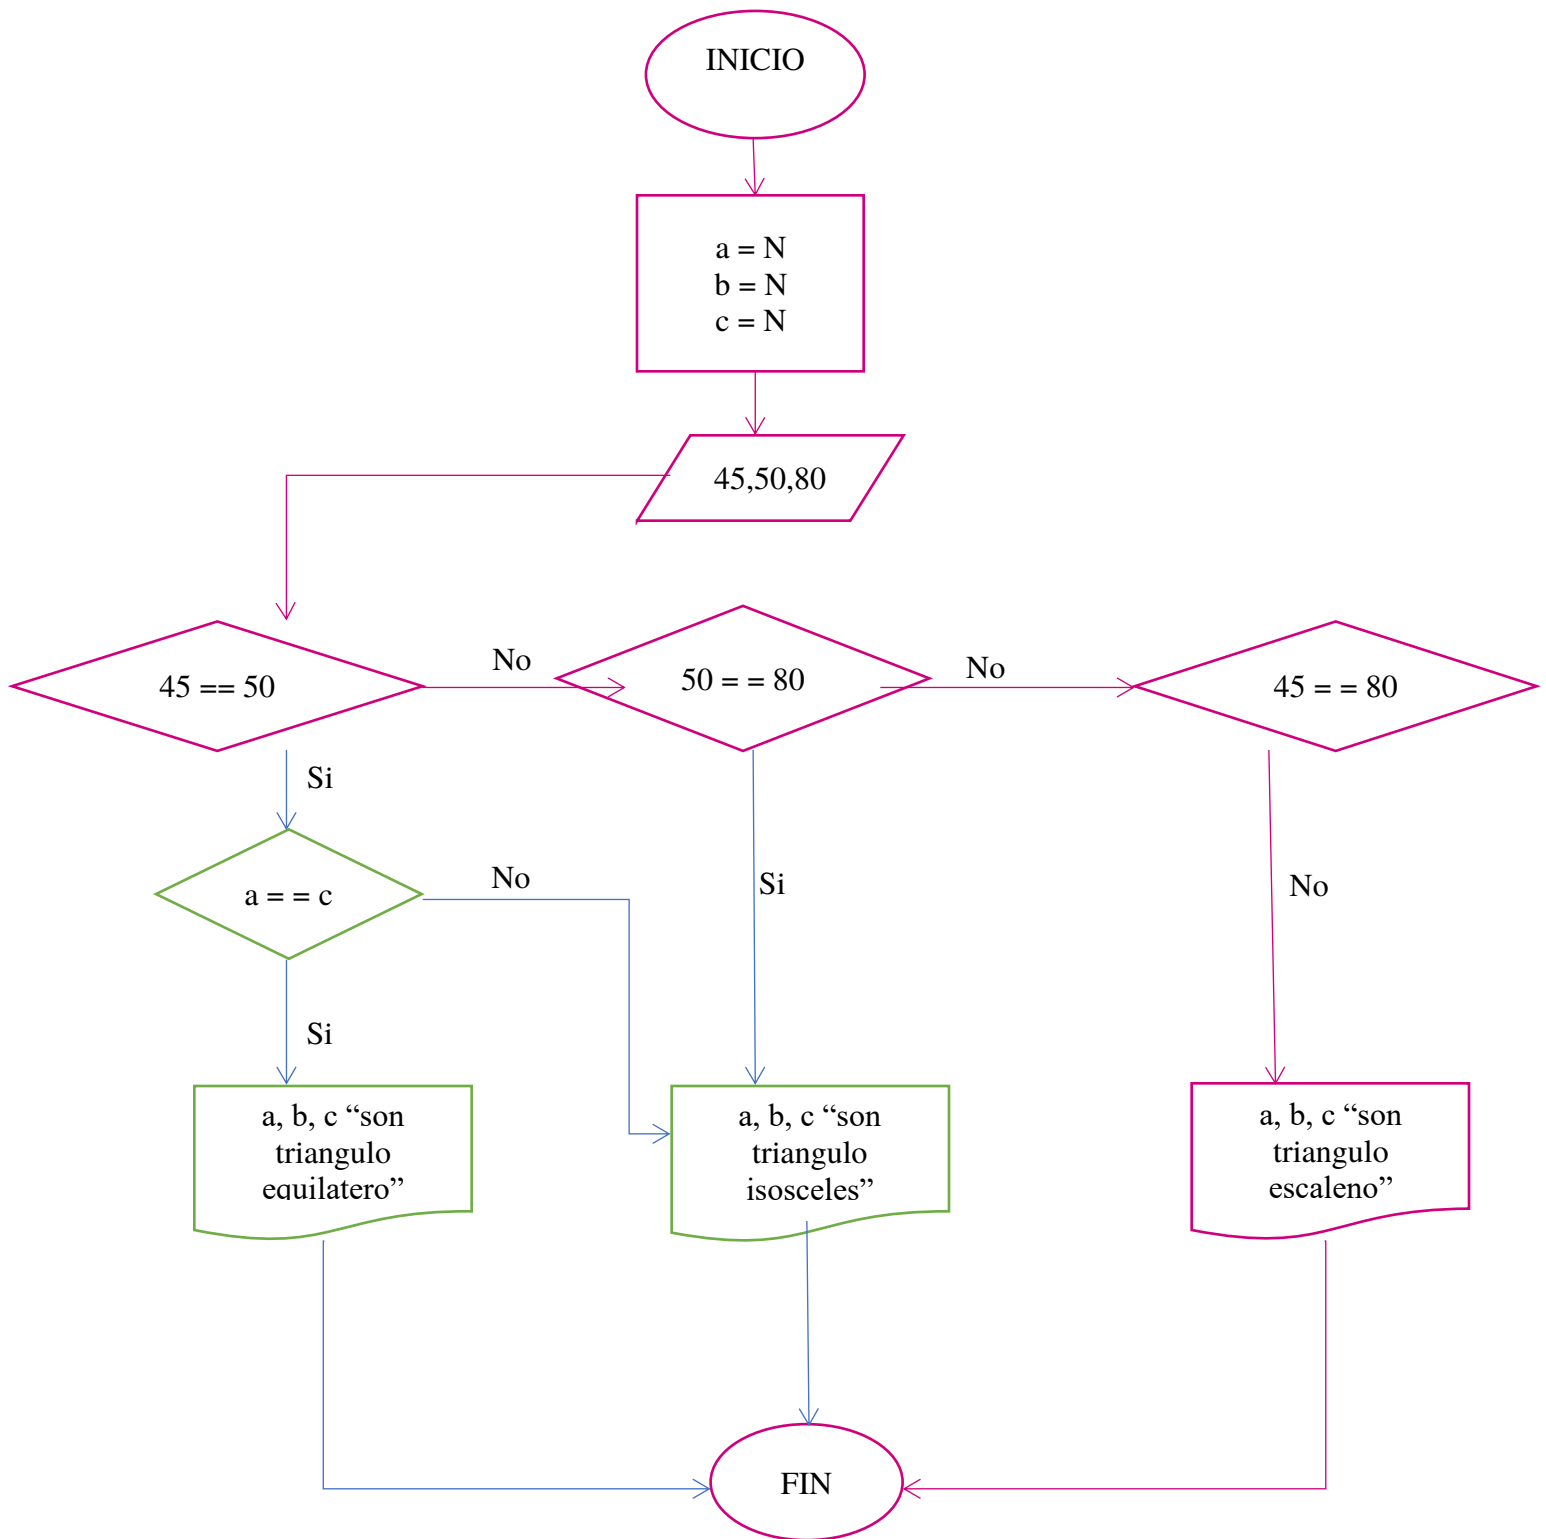 INICIO
a = N
b = N
c = N
45,50,80
45 == 50
No
50 = = 80
No
45 = = 80
Si
a = = c
No
Si
No
Si
a, b, c “son
triangulo
equilatero”
a, b, c “son
triangulo
isosceles”
a, b, c “son
triangulo
escaleno”
FIN